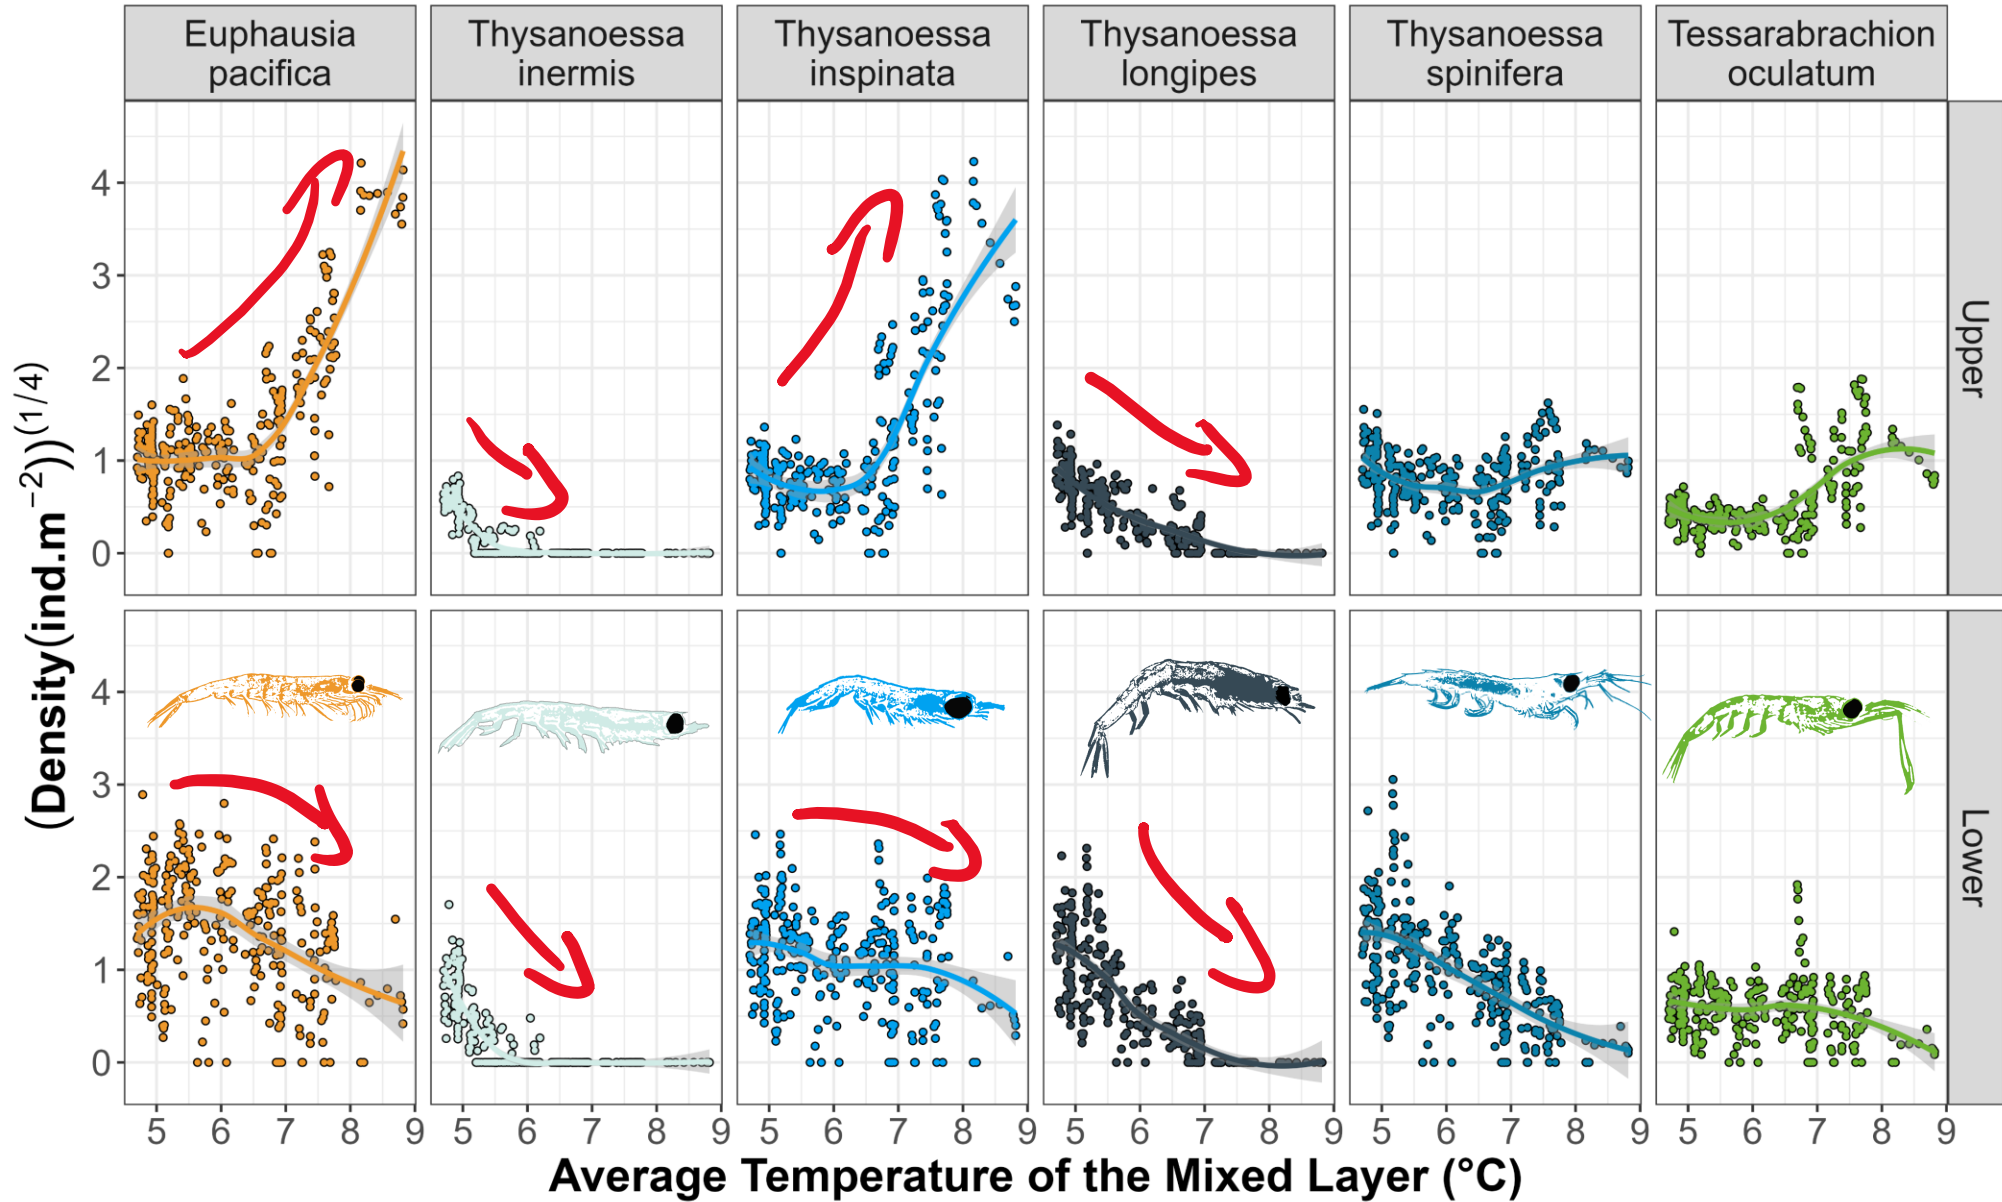 Euphausia
pacifica
Thysanoessa
inermis
Thysanoessa
inspinata
Thysanoessa
longipes
Thysanoessa
spinifera
Tessarabrachion
oculatum
4
3
2
1
0
Upper
(Density(ind.m⁻²))⁽¹/⁴⁾
4
3
2
1
0
Lower
5 6 7 8 9 5 6 7 8 9 5 6 7 8 9 5 6 7 8 9 5 6 7 8 9 5 6 7 8 9
Average Temperature of the Mixed Layer (°C)